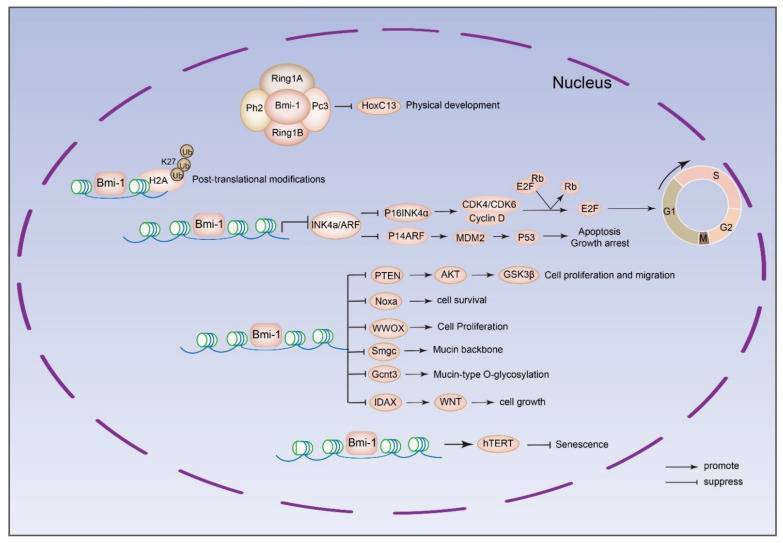 Nucleus
Ring1A
Ph2
Bmi-1
Pc3
Ring1B
HoxC13
Physical development
Ub
K27
Ub
Ub
Bmi-1
H2A
Post-translational modifications
Bmi-1
INK4a/ARF
P16INK4α
CDK4/CDK6
Cyclin D
Rb
E2F
Rb
E2F
G1
S
G2
M
P14ARF
MDM2
P53
Apoptosis
Growth arrest
Bmi-1
PTEN
AKT
GSK3β
Cell proliferation and migration
Noxa
cell survival
WWOX
Cell Proliferation
Smgc
Mucin backbone
Gcnt3
Mucin-type O-glycosylation
IDAX
WNT
cell growth
Bmi-1
hTERT
Senescence
promote
suppress